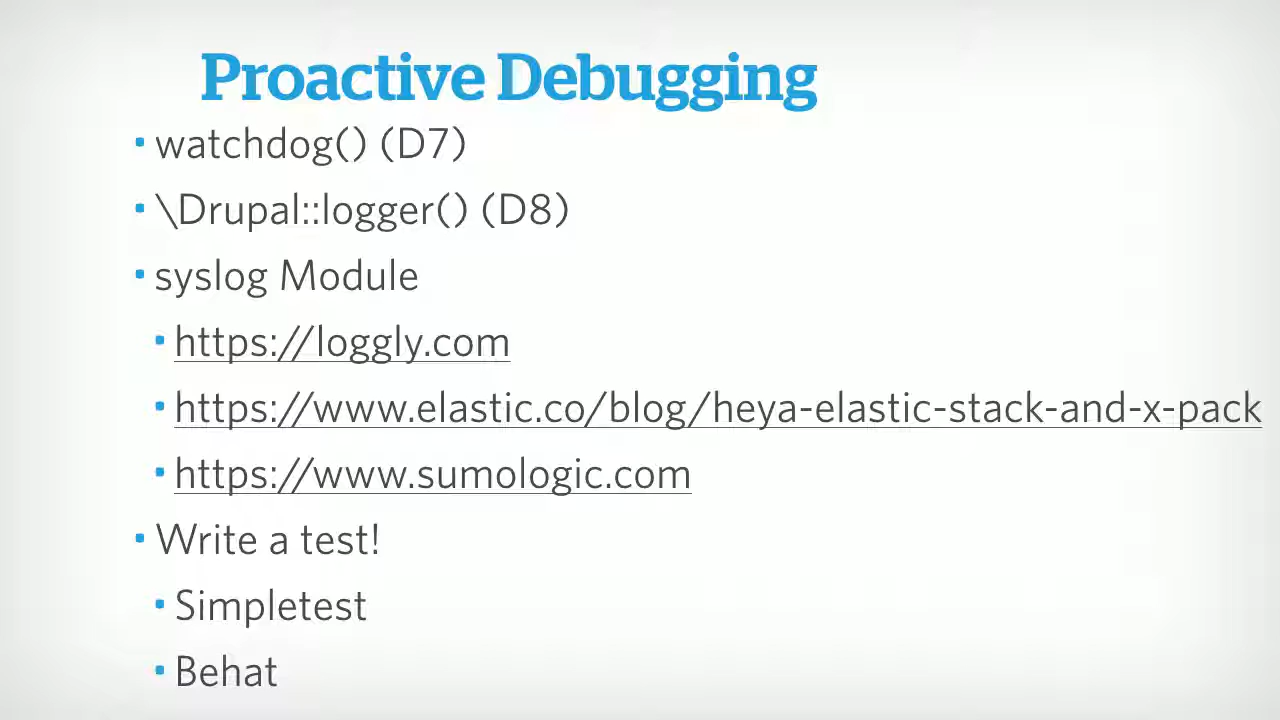 Proactive Debugging
• watchdog() (D7)
• \Drupal::logger() (D8)
• syslog Module
• https://loggly.com
• https://www.elastic.co/blog/heya-elastic-stack-and-x-pack
• https://www.sumologic.com
• Write a test!
• Simpletest
• Behat